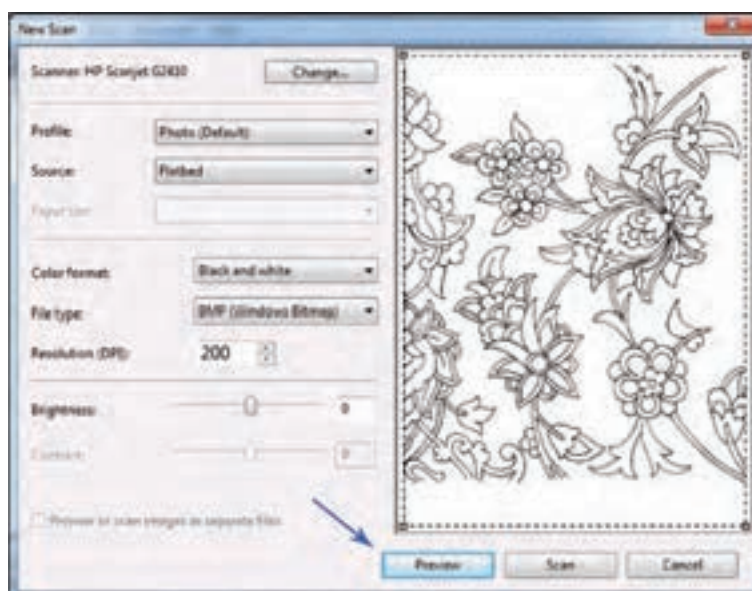 New Scan
Scanner: HP Scanjet G2410
Change...
Profile:
Photo (Default)
Source:
Flatbed
Paper size:
Color format:
Black and white
File type:
BMP (Windows Bitmap)
Resolution (DPI):
200
Brightness:
0
Contrast:
0
Preview or scan images as separate files
Preview
Scan
Cancel